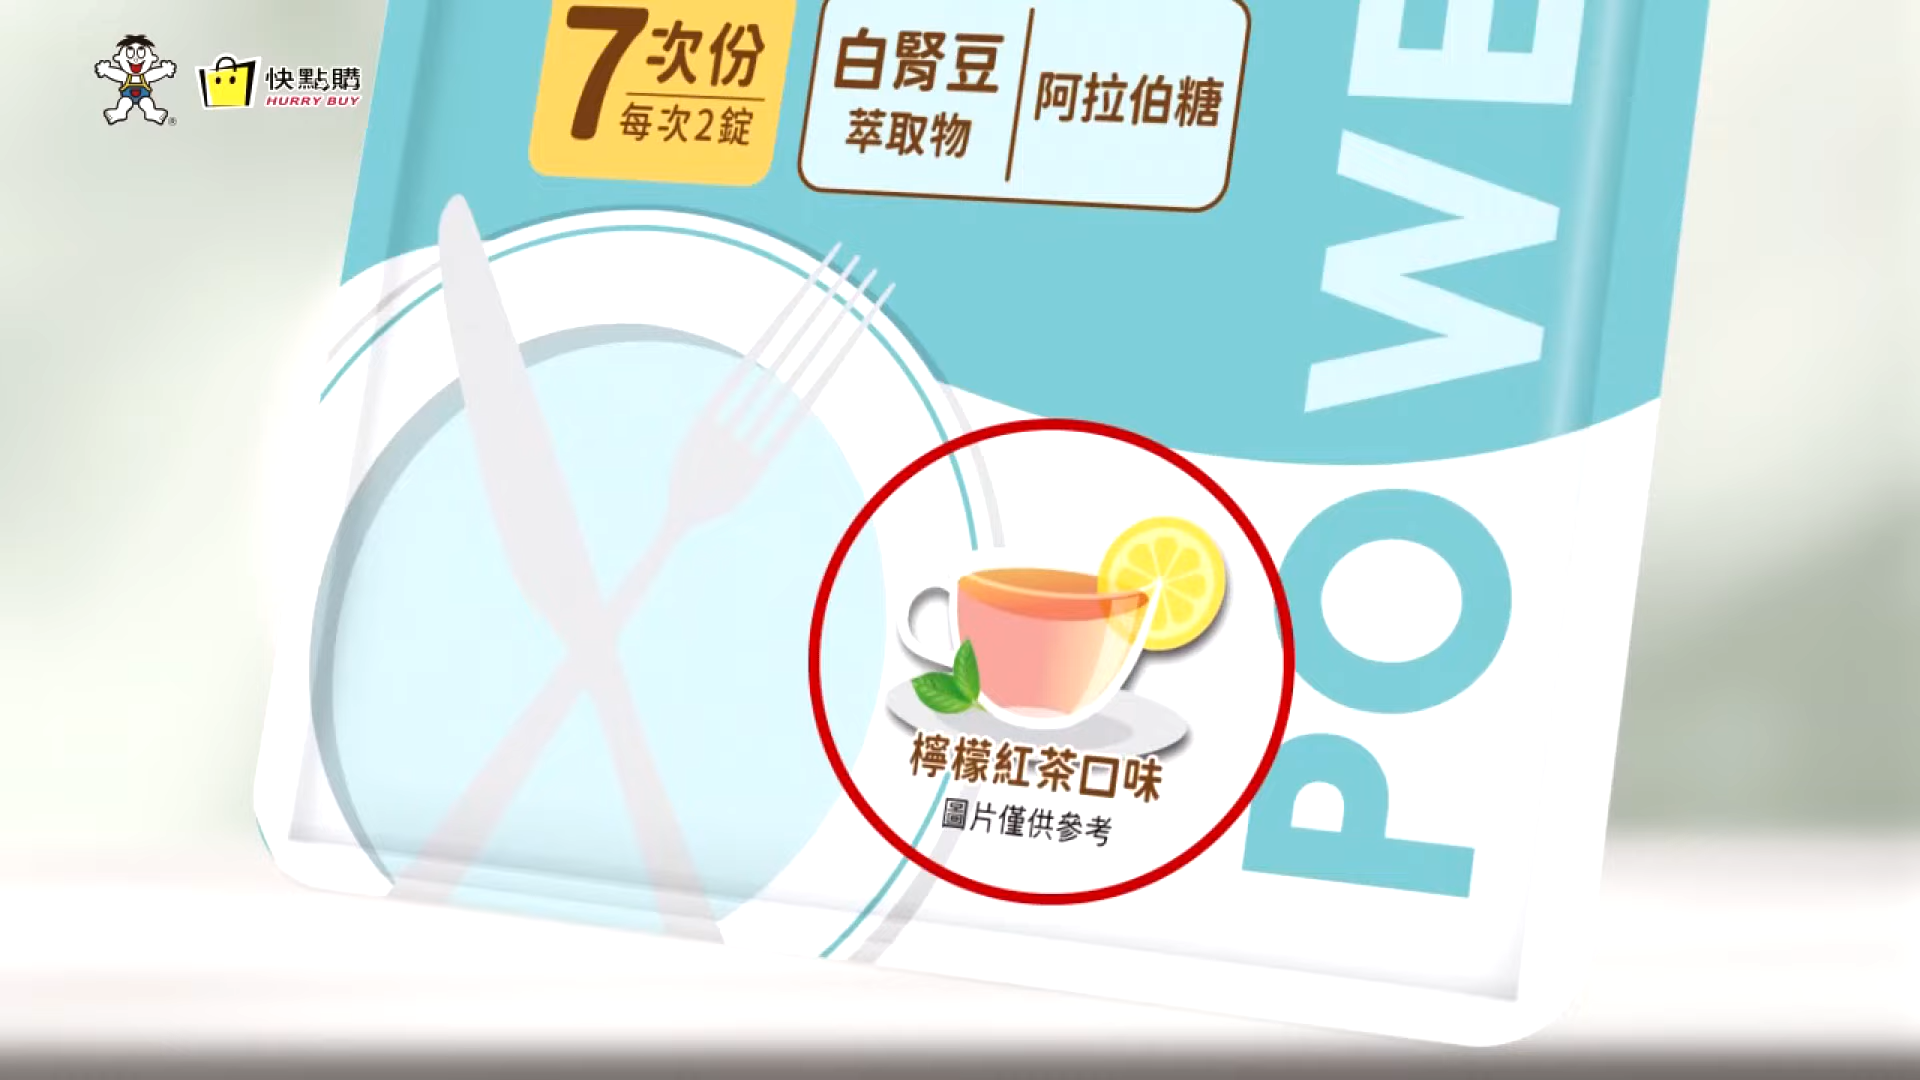 快點購
HURRY BUY
7次份
每次2錠
白腎豆
萃取物
阿拉伯糖
POWE
檸檬紅茶口味
圖片僅供參考